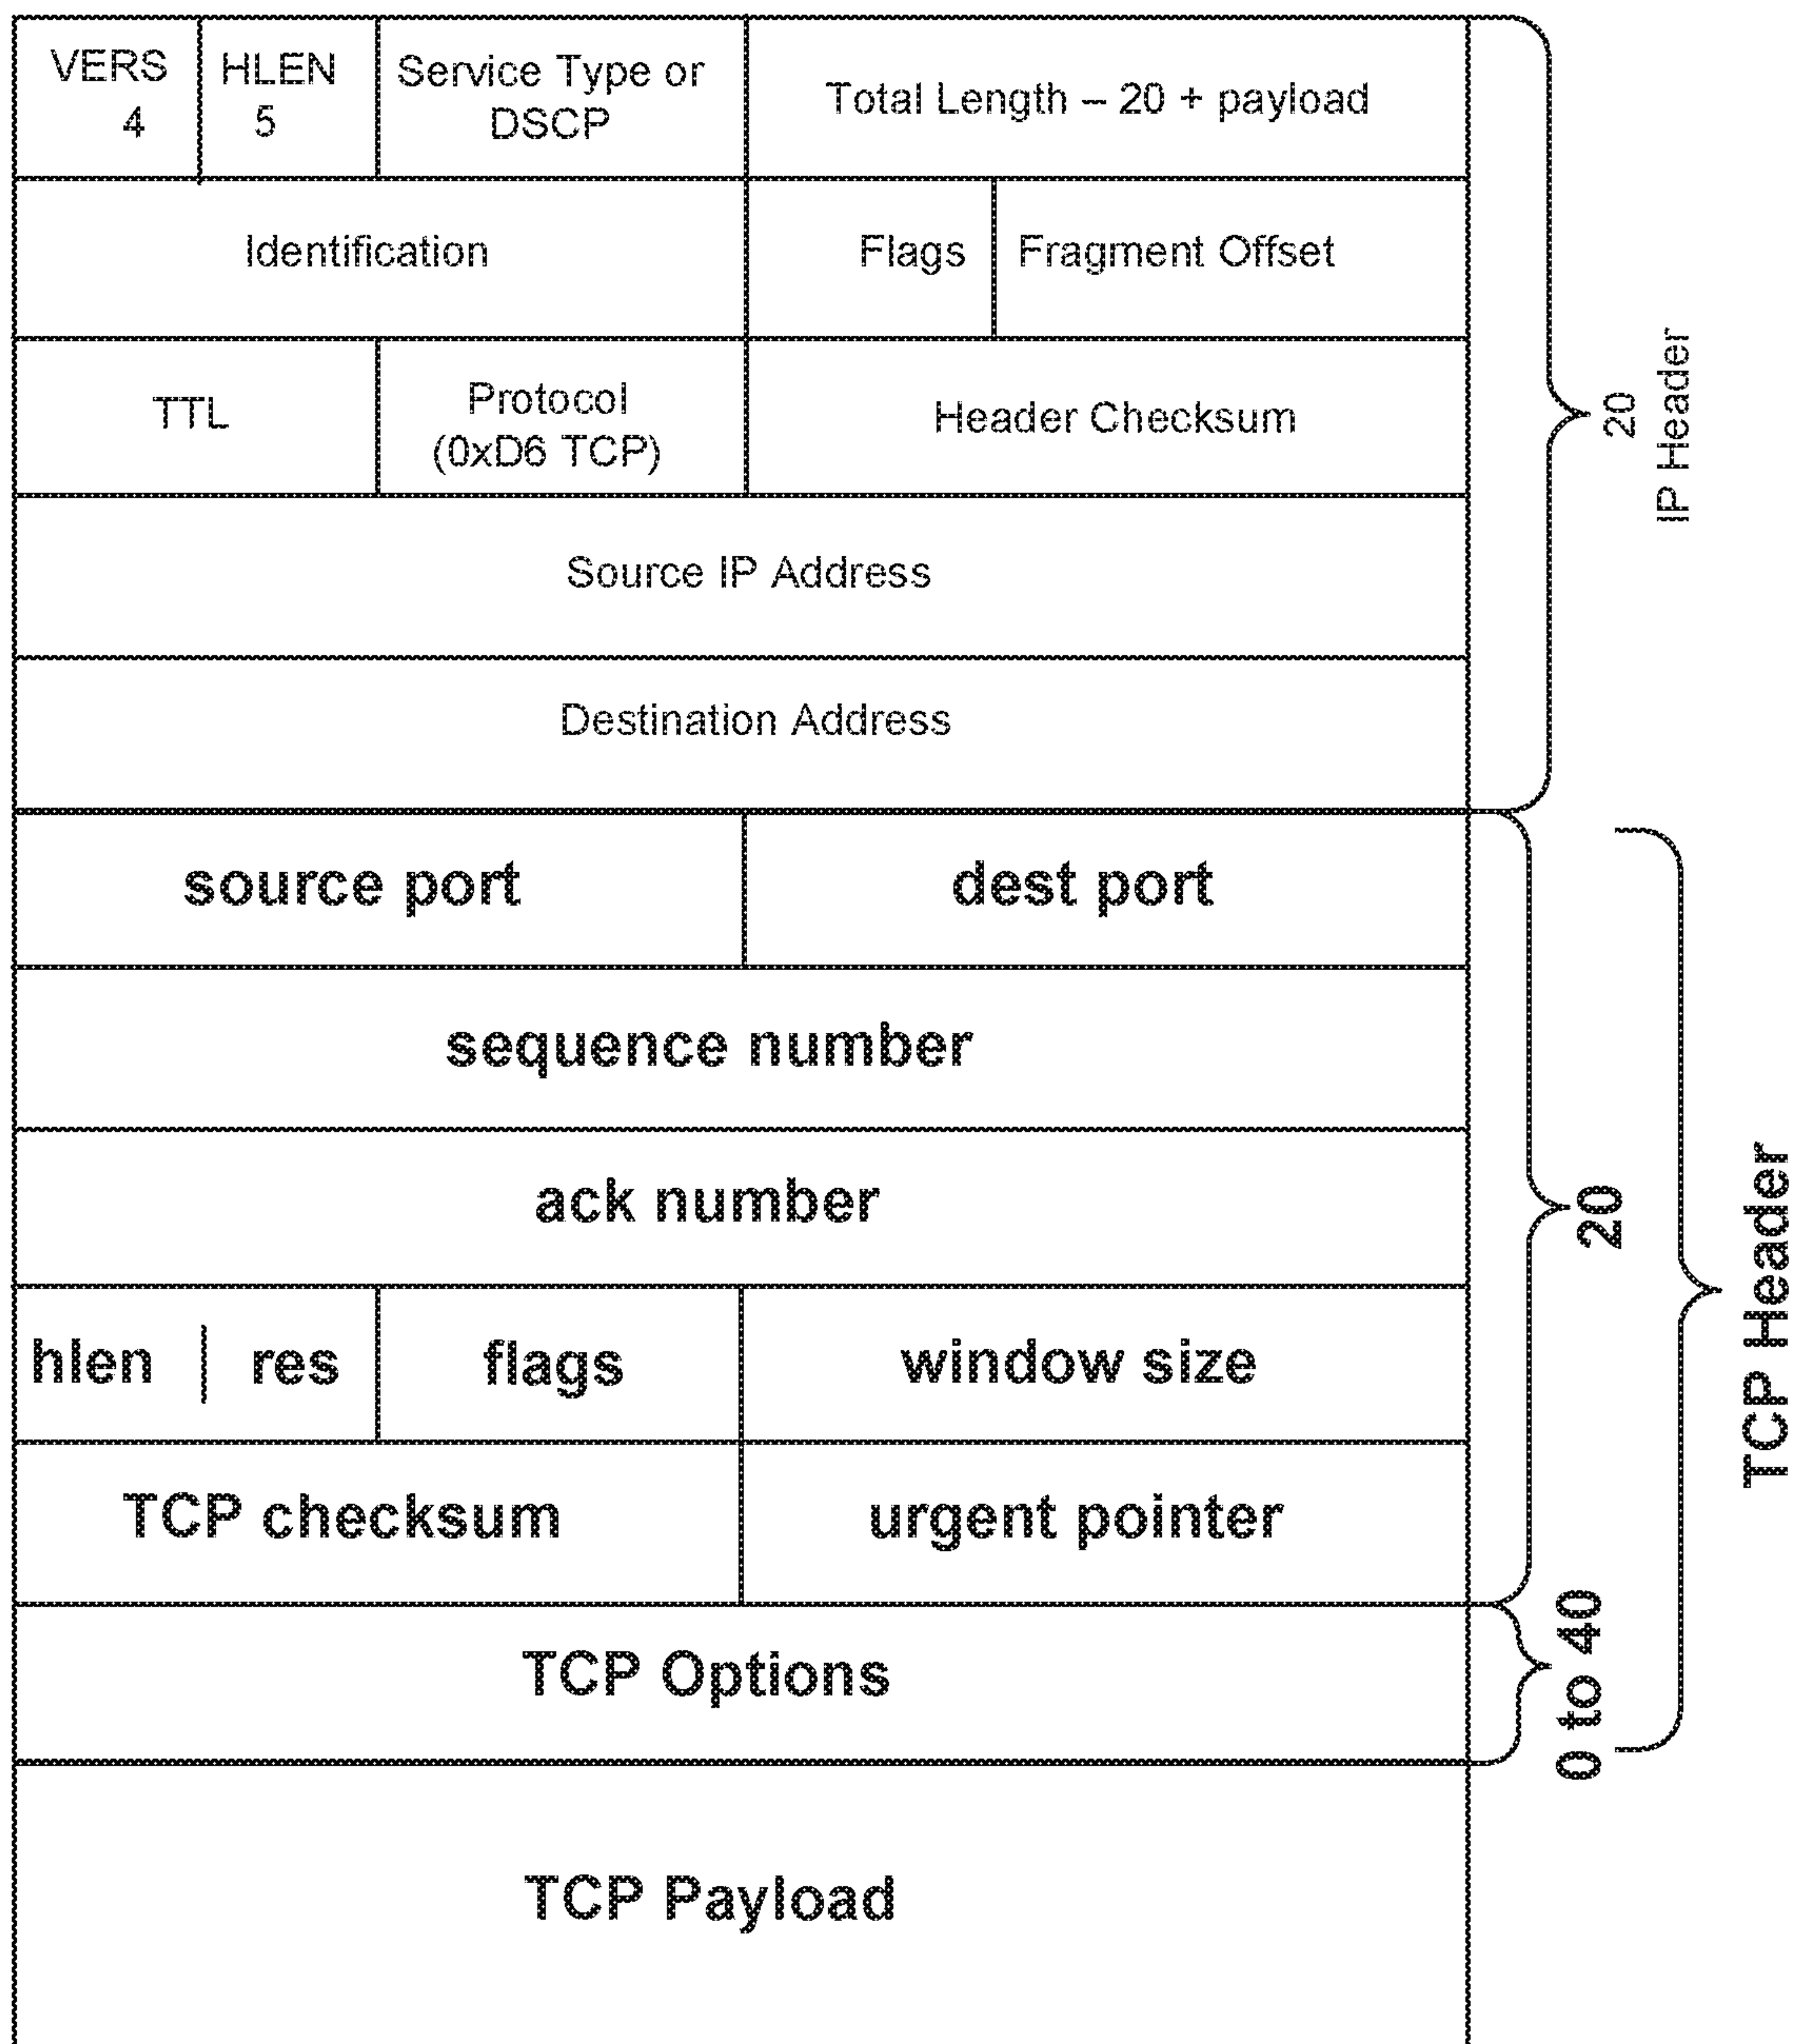 VERS
4
HLEN
5
Service Type or
DSCP
Total Length – 20 + payload
Identification
Flags
Fragment Offset
TTL
Protocol
(0xD6 TCP)
Header Checksum
Source IP Address
Destination Address
20
IP Header
source port
dest port
sequence number
ack number
hlen
res
flags
window size
TCP checksum
urgent pointer
20
TCP Options
0 to 40
TCP Header
TCP Payload